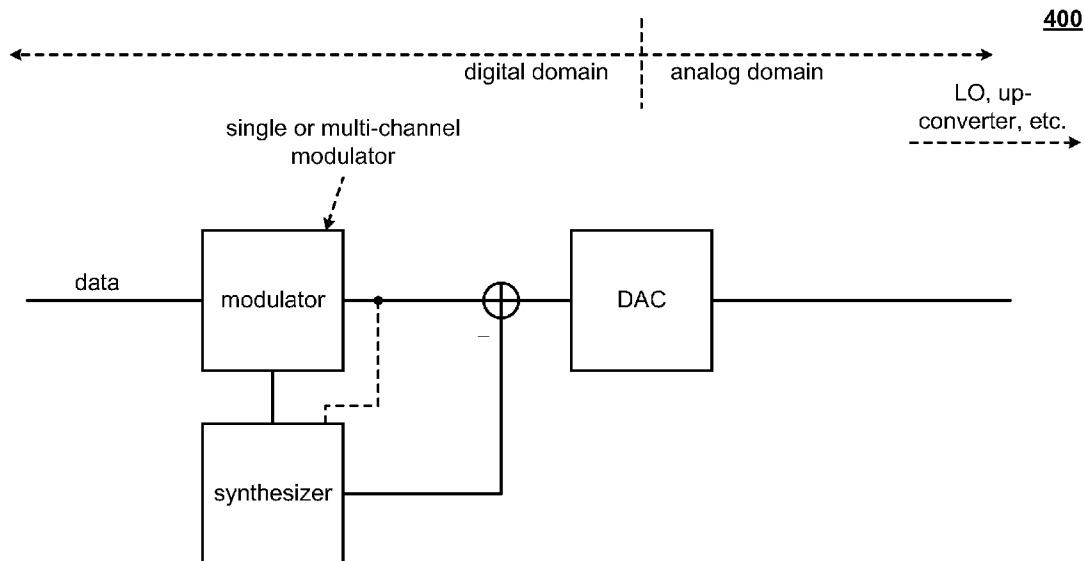 400
digital domain
analog domain
LO, up-
converter, etc.
single or multi-channel
modulator
data
modulator
DAC
–
synthesizer